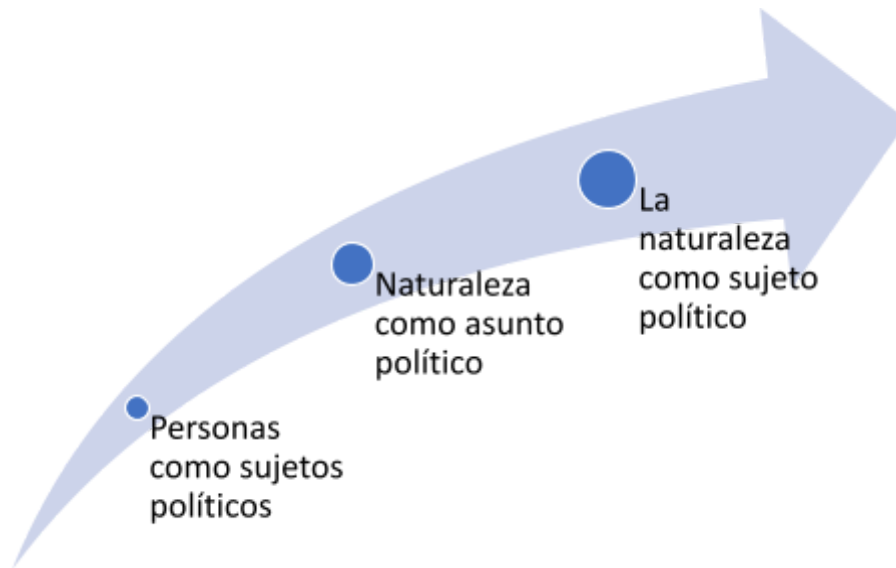 Personas
como sujetos
políticos
Naturaleza
como asunto
político
La
naturaleza
como sujeto
político